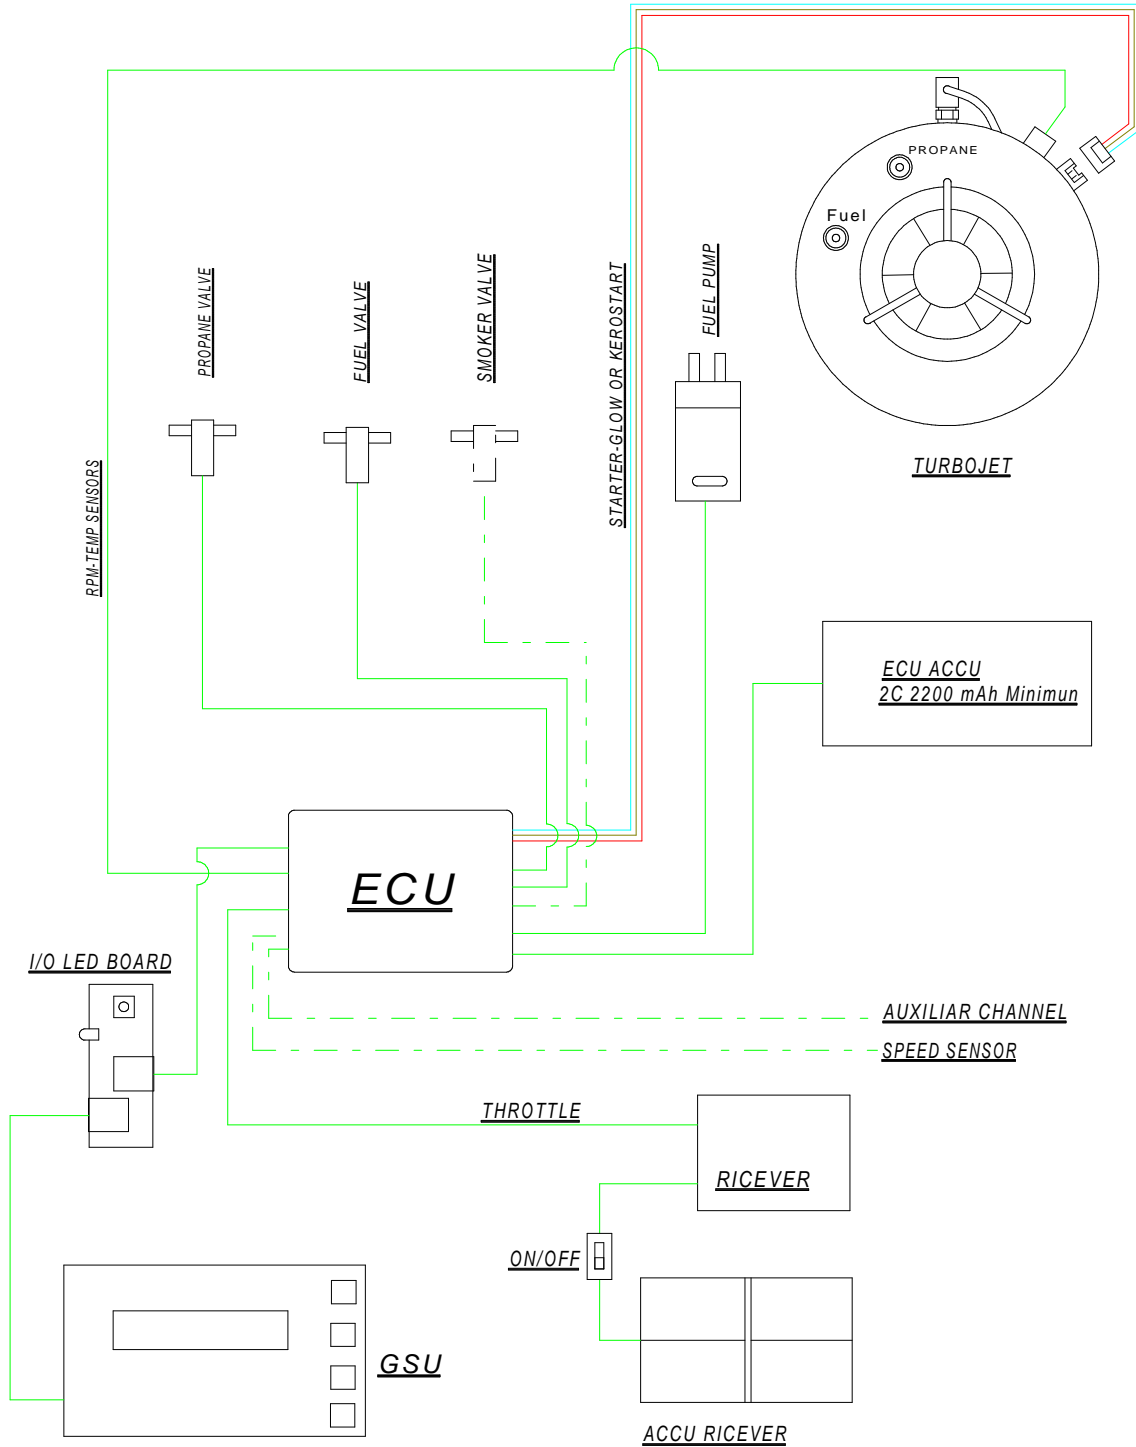 PROPANE
Fuel
TURBOJET
PROPANE VALVE
FUEL VALVE
SMOKER VALVE
STARTER-GLOW OR KEROSTART
FUEL PUMP
RPM-TEMP SENSORS
ECU ACCU
2C 2200 mAh Minimun
ECU
I/O LED BOARD
AUXILIAR CHANNEL
SPEED SENSOR
THROTTLE
RICEVER
ON/OFF
GSU
ACCU RICEVER